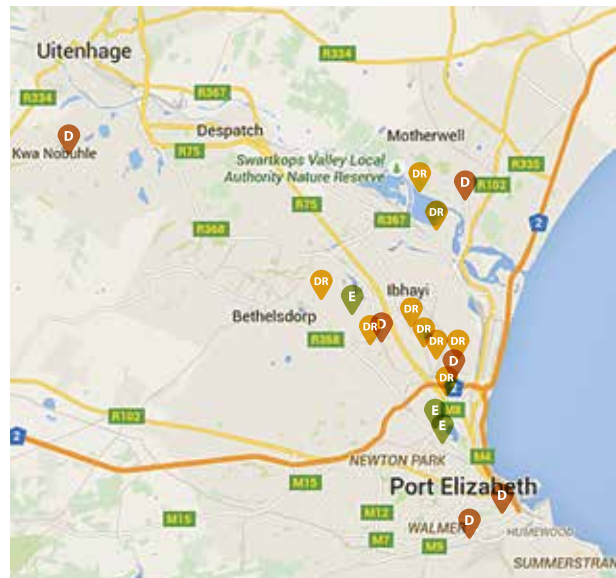 Uitenhage
R334
R334
R367
D
Despatch
Motherwell
Kwa Nobuhle
R75
Swartkops Valley Local
Authority Nature Reserve
R335
DR
D
R102
R75
R367
DR
2
R368
DR
E
Ibhayi
DR
Bethelsdorp
DR
D
DR
R368
DR
DR
D
DR
2
R102
E
M8
2
E
NEWTON PARK
M4
M15
Port Elizabeth
D
M15
M12
WALMER
D
HUMEWOOD
M7
M9
SUMMERSTRAN